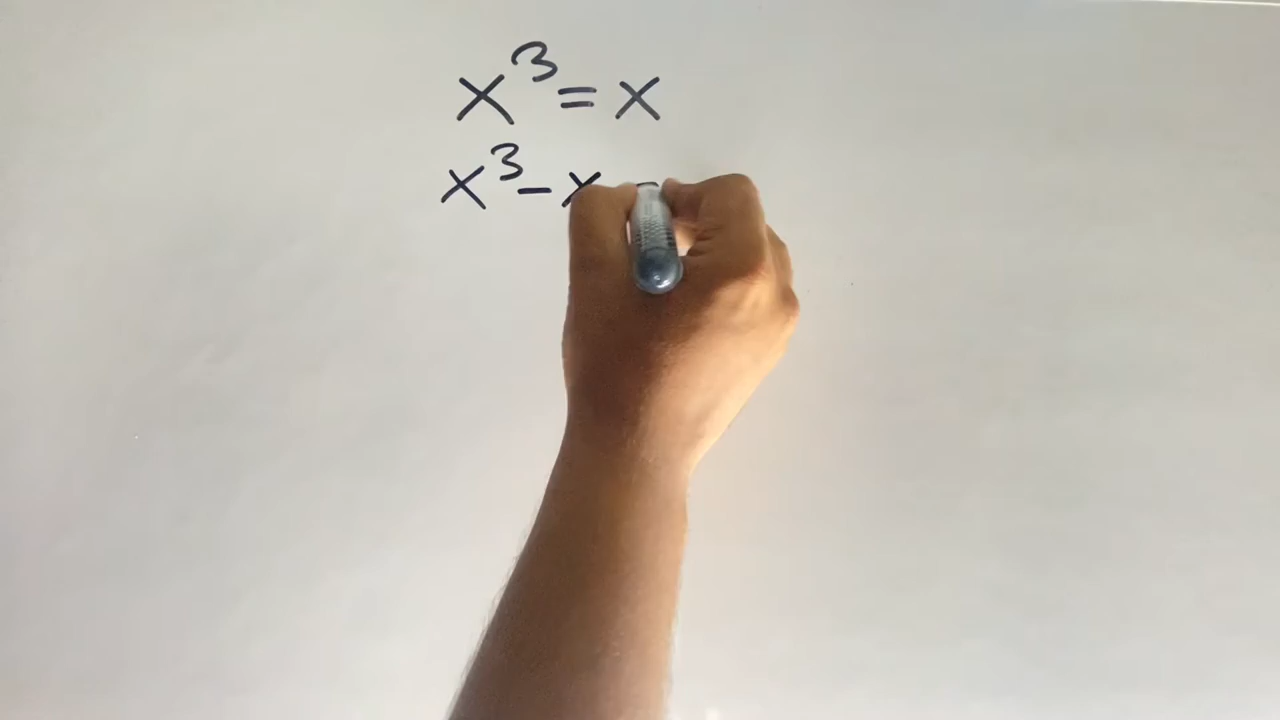 x³ = x
x³ - x